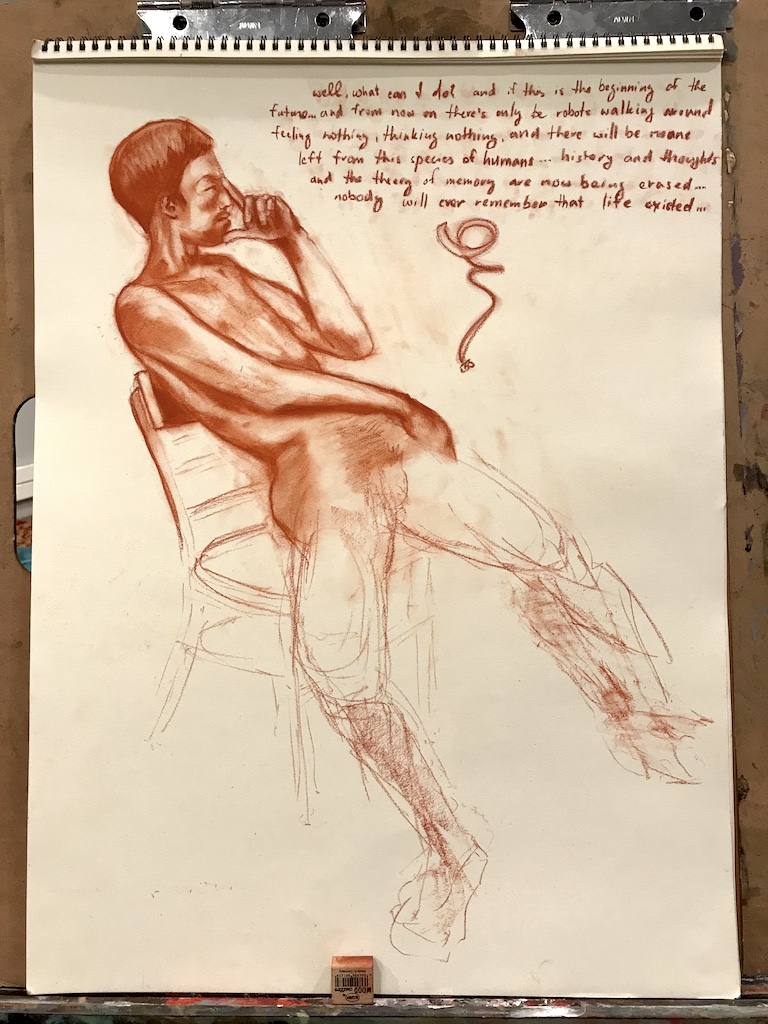 well, what can I do? and if this is the beginning of the
future... and from now on there's only be robots walking around
feeling nothing, thinking nothing, and there will be noone
left from this species of humans... history and thoughts
and the theory of memory are now being erased...
nobody will ever remember that life existed...